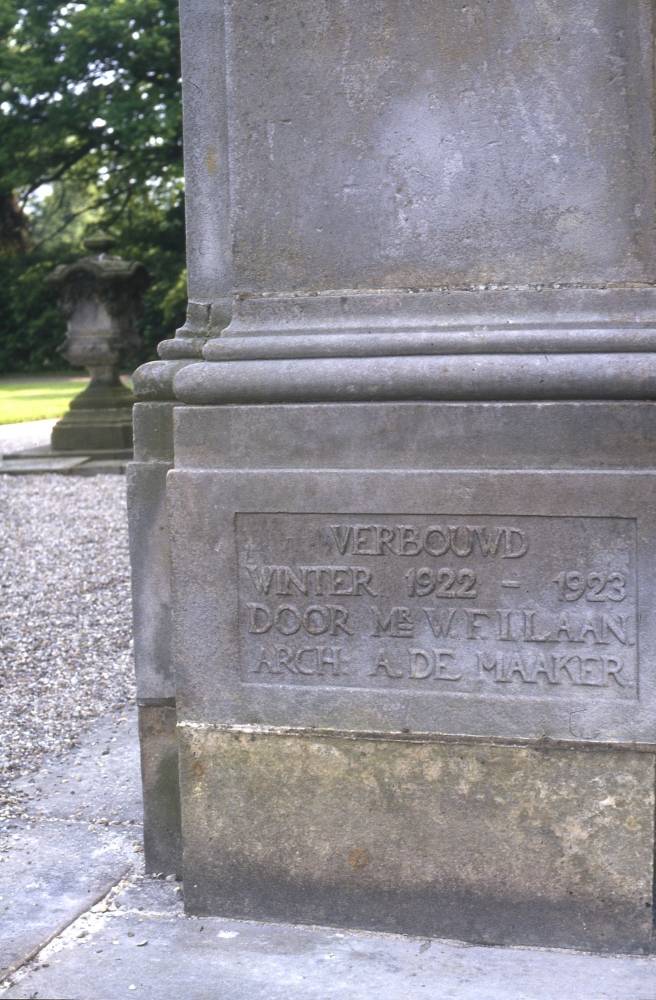 VERBOUWD
WINTER 1922 - 1923
DOOR MR W.F.I LAAN.
ARCH. A.DE MAAKER.